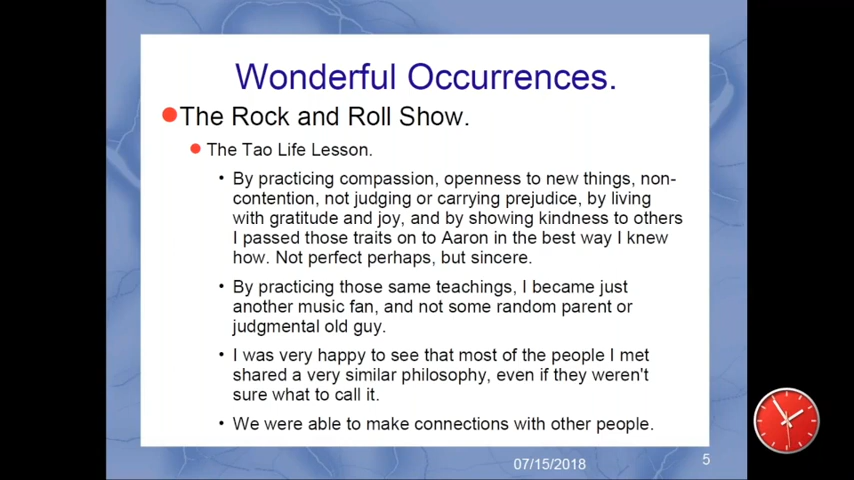 Wonderful Occurrences.
The Rock and Roll Show.
The Tao Life Lesson.
• By practicing compassion, openness to new things, non-
contention, not judging or carrying prejudice, by living
with gratitude and joy, and by showing kindness to others
I passed those traits on to Aaron in the best way I knew
how. Not perfect perhaps, but sincere.
• By practicing those same teachings, I became just
another music fan, and not some random parent or
judgmental old guy.
• I was very happy to see that most of the people I met
shared a very similar philosophy, even if they weren't
sure what to call it.
• We were able to make connections with other people.
07/15/2018
5